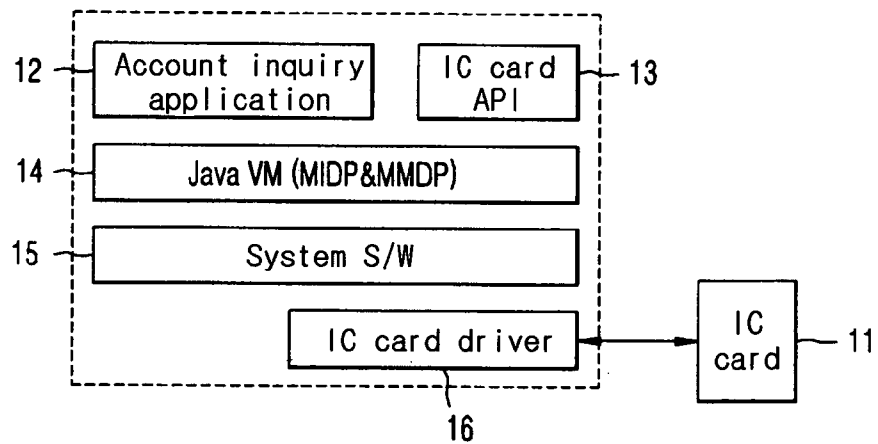 12
Account inquiry
application
IC card
API
13
14
Java VM (MIDP&MMDP)
15
System S/W
IC card driver
16
IC
card
11